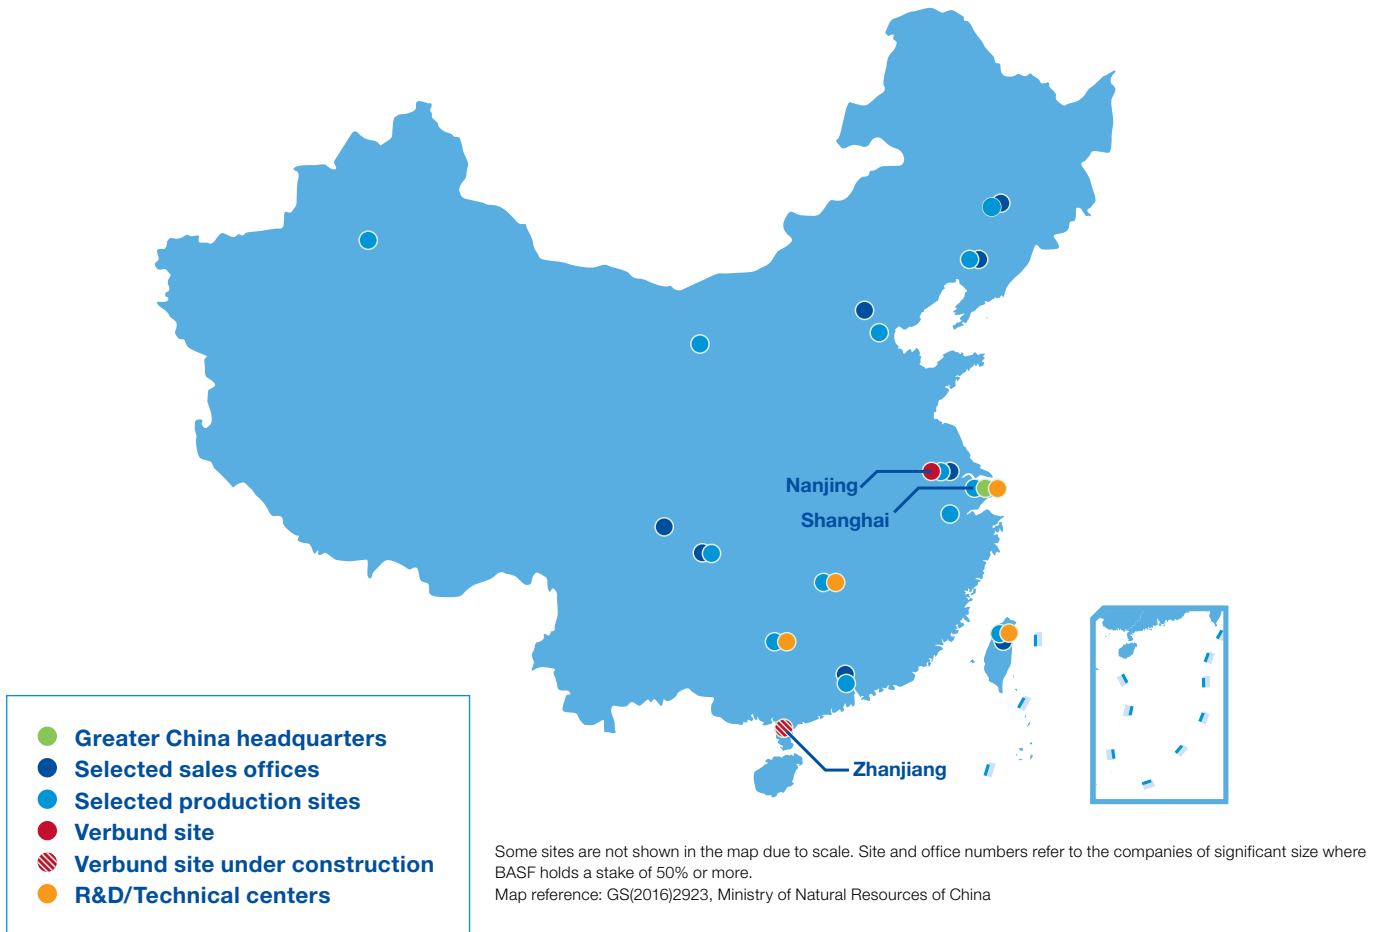 Nanjing
Shanghai
Zhanjiang
Greater China headquarters
Selected sales offices
Selected production sites
Verbund site
Verbund site under construction
R&D/Technical centers
Some sites are not shown in the map due to scale. Site and office numbers refer to the companies of significant size where
BASF holds a stake of 50% or more.
Map reference: GS(2016)2923, Ministry of Natural Resources of China